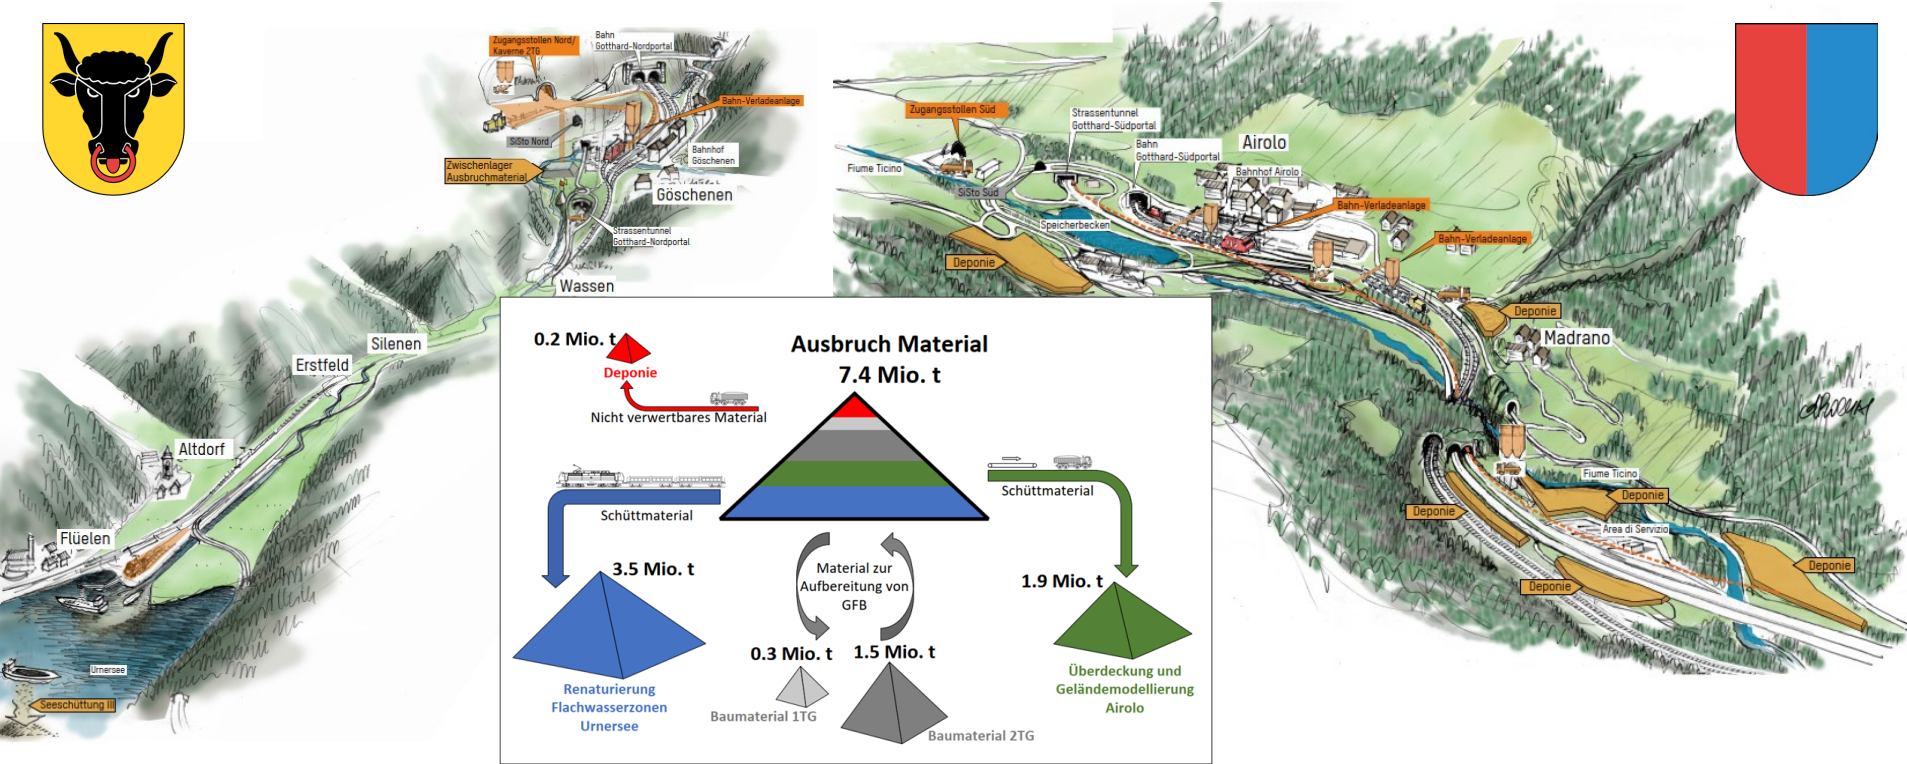 Zugangsstollen Nord/
Kaverne 2TG
Bahn
Gotthard-Nordportal
Bahn-Verladeanlage
SiSto Nord
Bahnhof
Göschenen
Zwischenlager
Ausbruchmaterial
Göschenen
Strassentunnel
Gotthard-Nordportal
Wassen
Silenen
Erstfeld
Altdorf
Flüelen
Urnersee
Seeschüttung III
Zugangsstollen Süd
Strassentunnel
Gotthard-Südportal
Airolo
Bahn
Gotthard-Südportal
Fiume Ticino
Bahnhof Airolo
SiSto Süd
Bahn-Verladeanlage
Speicherbecken
Bahn-Verladeanlage
Deponie
Deponie
Madrano
Fiume Ticino
Deponie
Deponie
Area di Servizio
Deponie
Deponie
Ausbruch Material
7.4 Mio. t
0.2 Mio. t
Deponie
Nicht verwertbares Material
Schüttmaterial
Schüttmaterial
3.5 Mio. t
Renaturierung
Flachwasserzonen
Urnersee
Material zur
Aufbereitung von
GFB
0.3 Mio. t
Baumaterial 1TG
1.5 Mio. t
Baumaterial 2TG
1.9 Mio. t
Überdeckung und
Geländemodellierung
Airolo